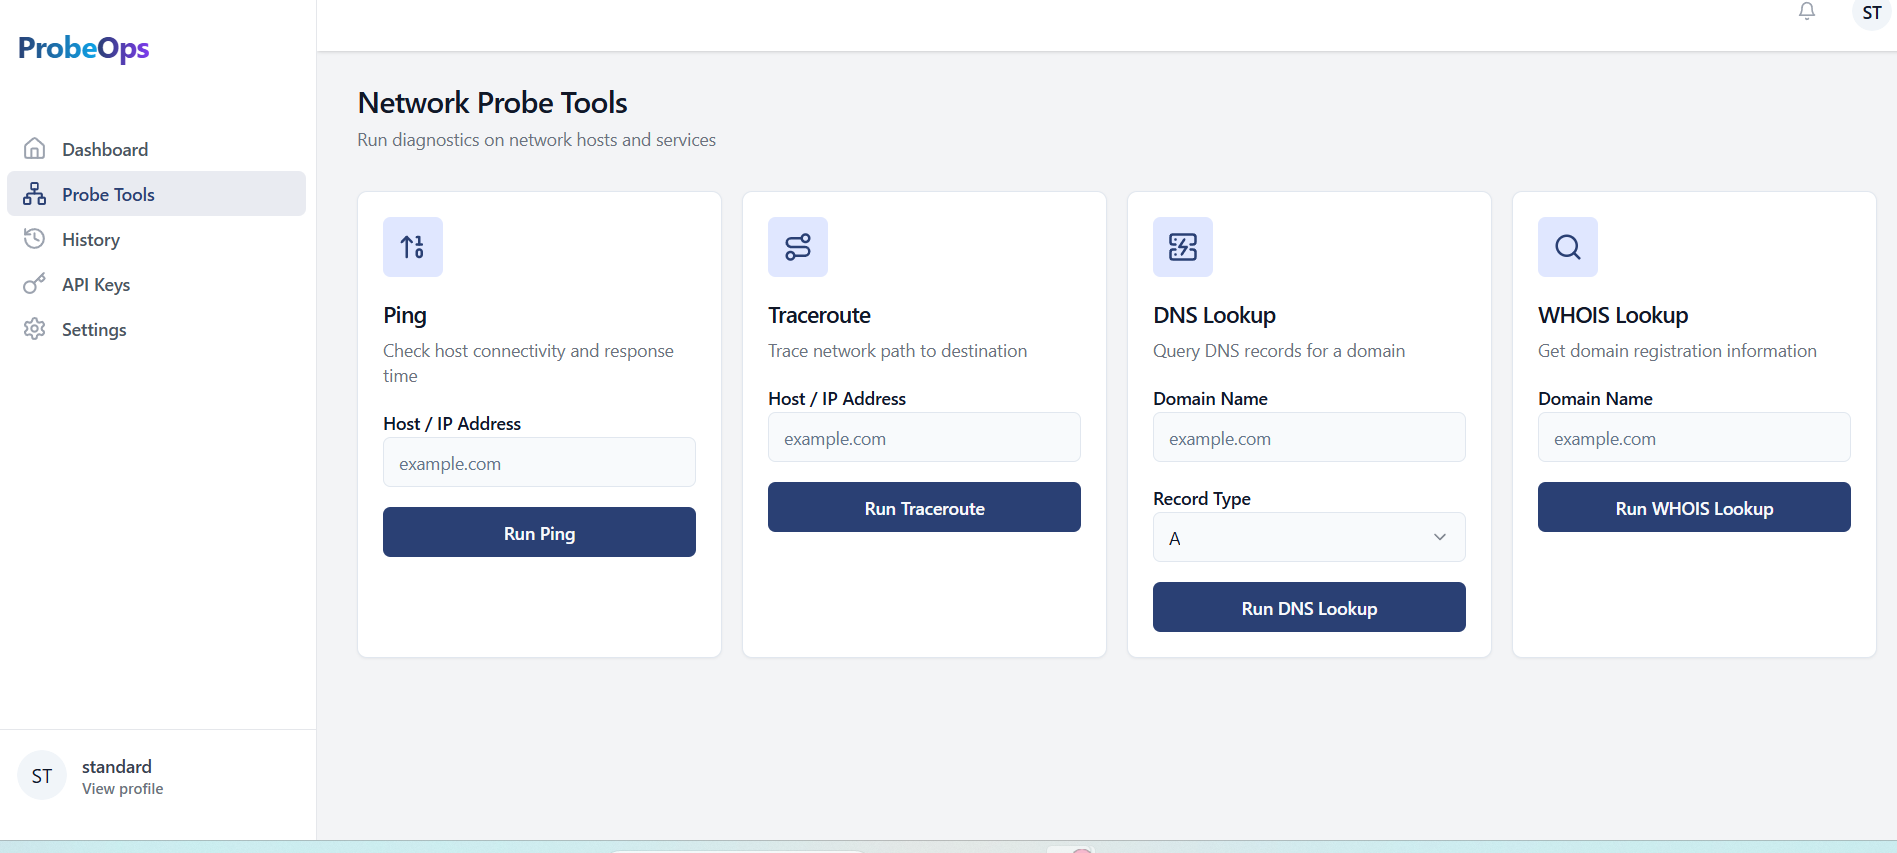 ProbeOps
ST
Dashboard
Probe Tools
History
API Keys
Settings
Network Probe Tools
Run diagnostics on network hosts and services
Ping
Check host connectivity and response
time
Host / IP Address
example.com
Run Ping
Traceroute
Trace network path to destination
Host / IP Address
example.com
Run Traceroute
DNS Lookup
Query DNS records for a domain
Domain Name
example.com
Record Type
A
Run DNS Lookup
WHOIS Lookup
Get domain registration information
Domain Name
example.com
Run WHOIS Lookup
ST
standard
View profile